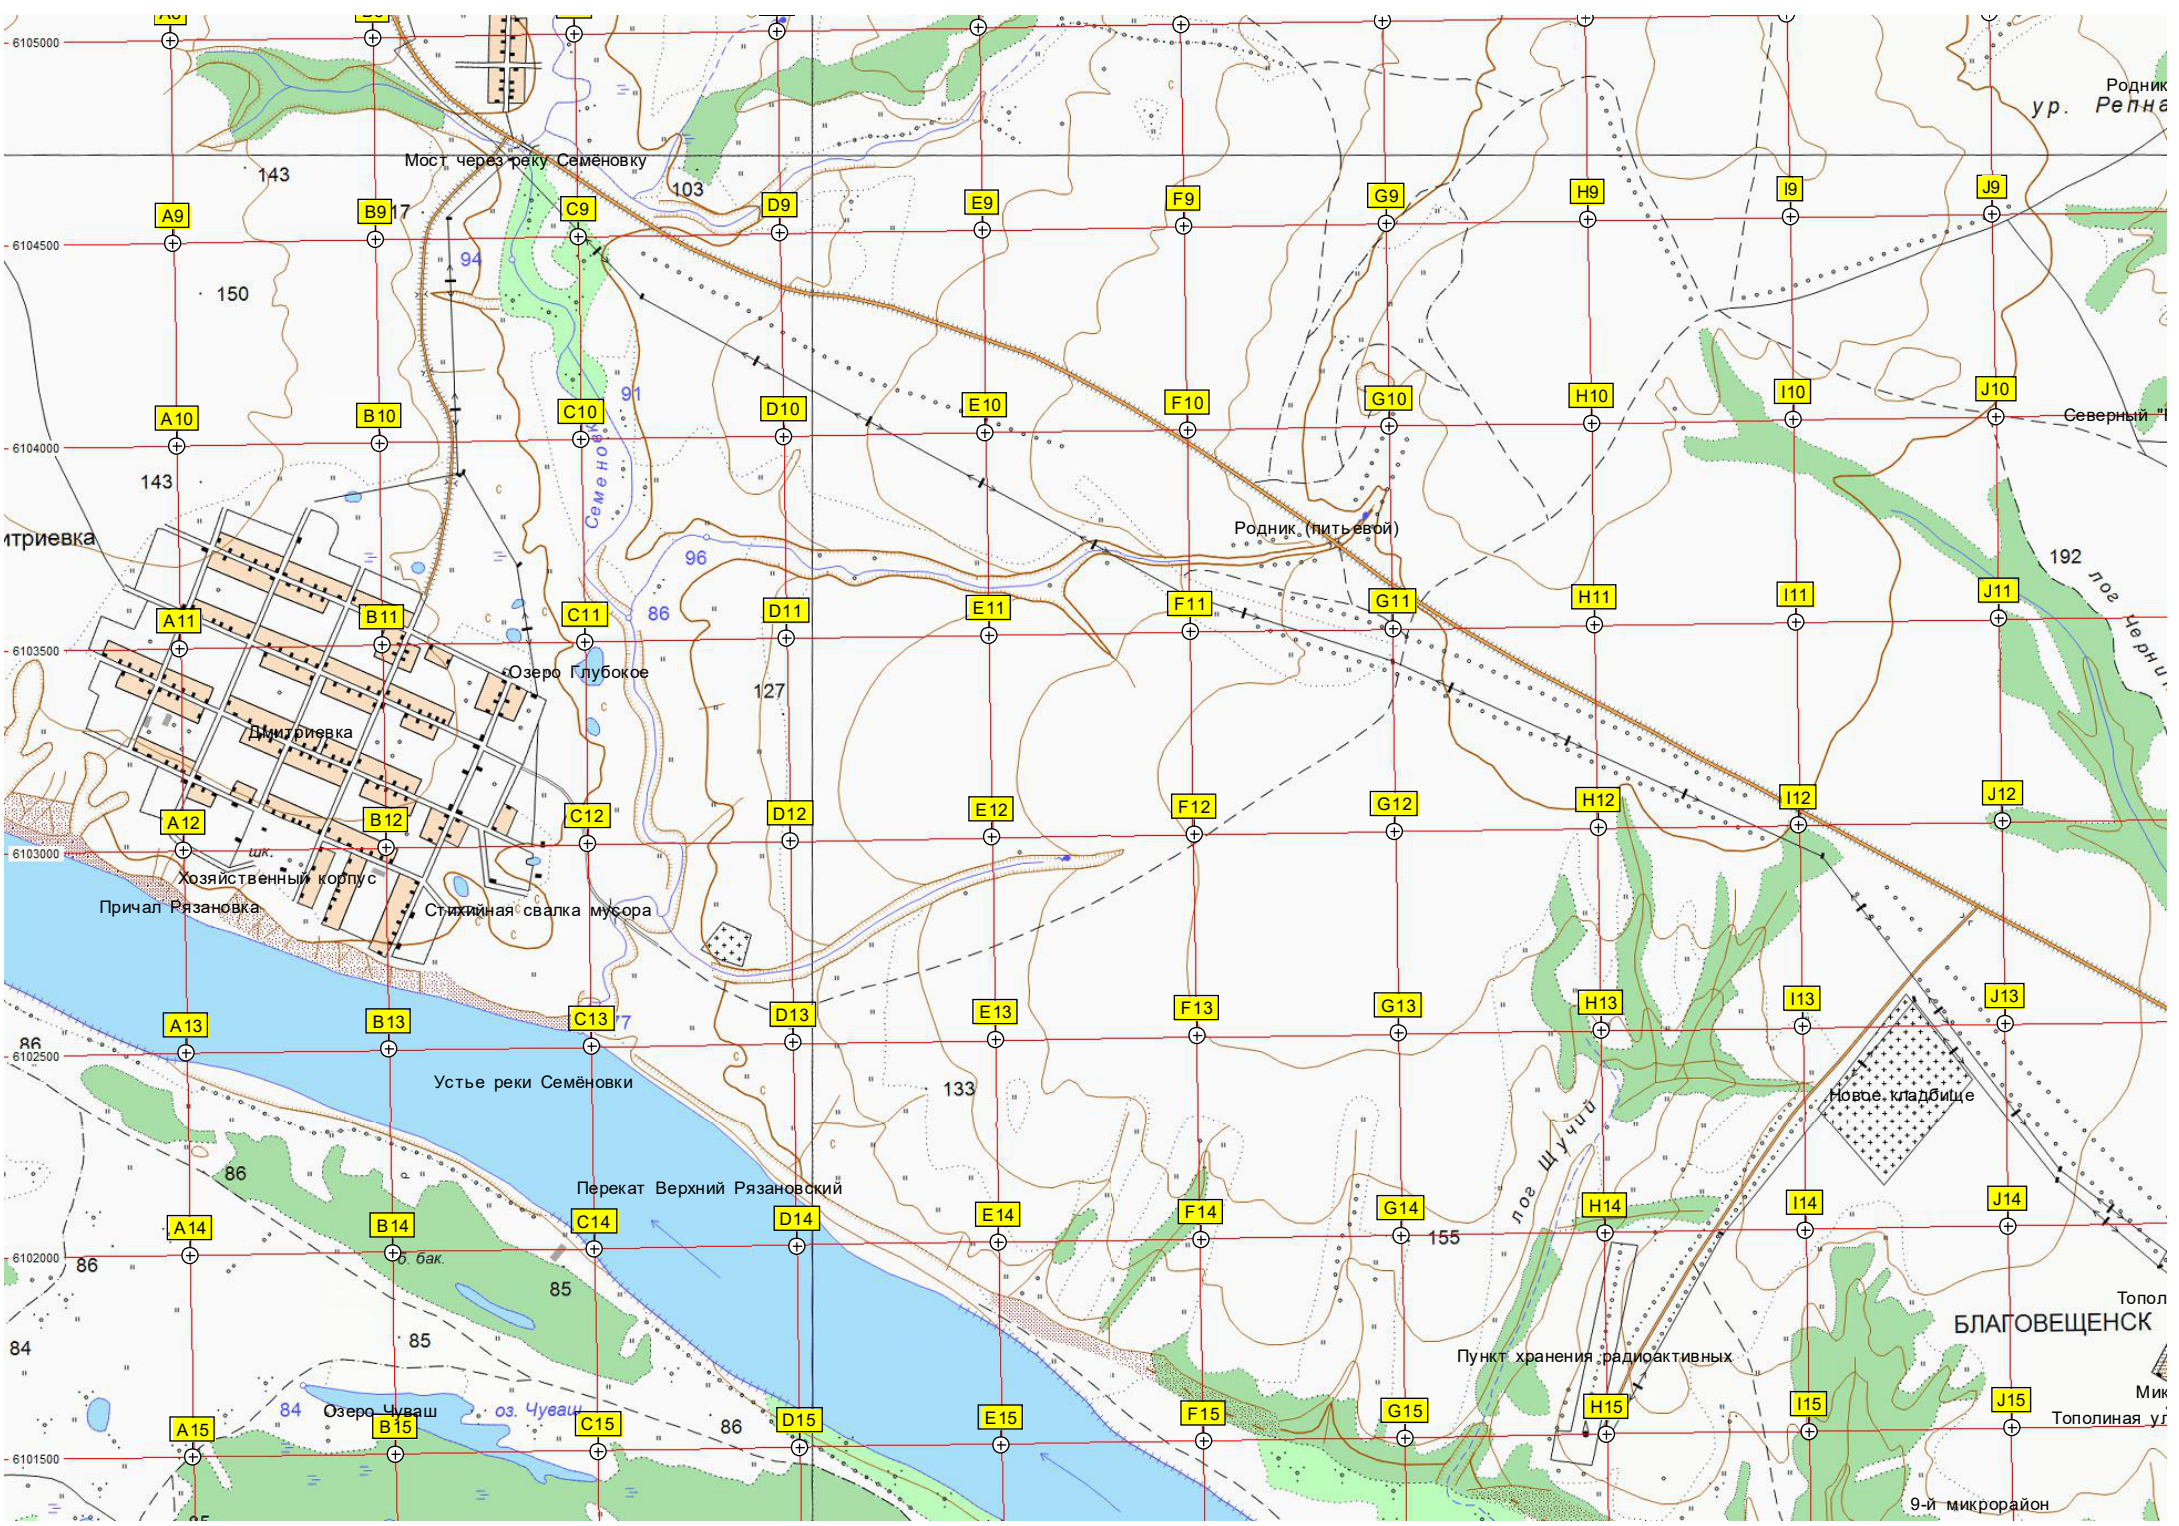 6105000
Родник
ур. Репна
Мост через реку Семёновку
143
103
A9
B9
17
C9
D9
E9
F9
G9
H9
I9
J9
6104500
94
150
91
A10
B10
C10
D10
E10
F10
G10
H10
I10
J10
Северный
6104000
143
Родник (питьевой)
96
192
лог
A11
B11
C11
86
D11
E11
F11
G11
H11
I11
J11
6103500
Озеро Глубокое
127
Дмитриевка
A12
B12
C12
D12
E12
F12
G12
H12
I12
J12
6103000
шк.
Хозяйственный корпус
Причал Рязановка
Стихийная свалка мусора
A13
B13
C13
77
D13
E13
F13
G13
H13
I13
J13
86
6102500
Устье реки Семёновки
133
Новое кладбище
лог Щучий
86
Перекат Верхний Рязановский
A14
B14
C14
D14
E14
F14
G14
155
H14
I14
J14
6102000
86
б. бак.
85
БЛАГОВЕЩЕНСК
84
85
Пункт хранения радиоактивных
84
Озеро Чуваш
оз. Чуваш
86
Тополиная
A15
B15
C15
D15
E15
F15
G15
H15
I15
J15
6101500
9-й микрорайон